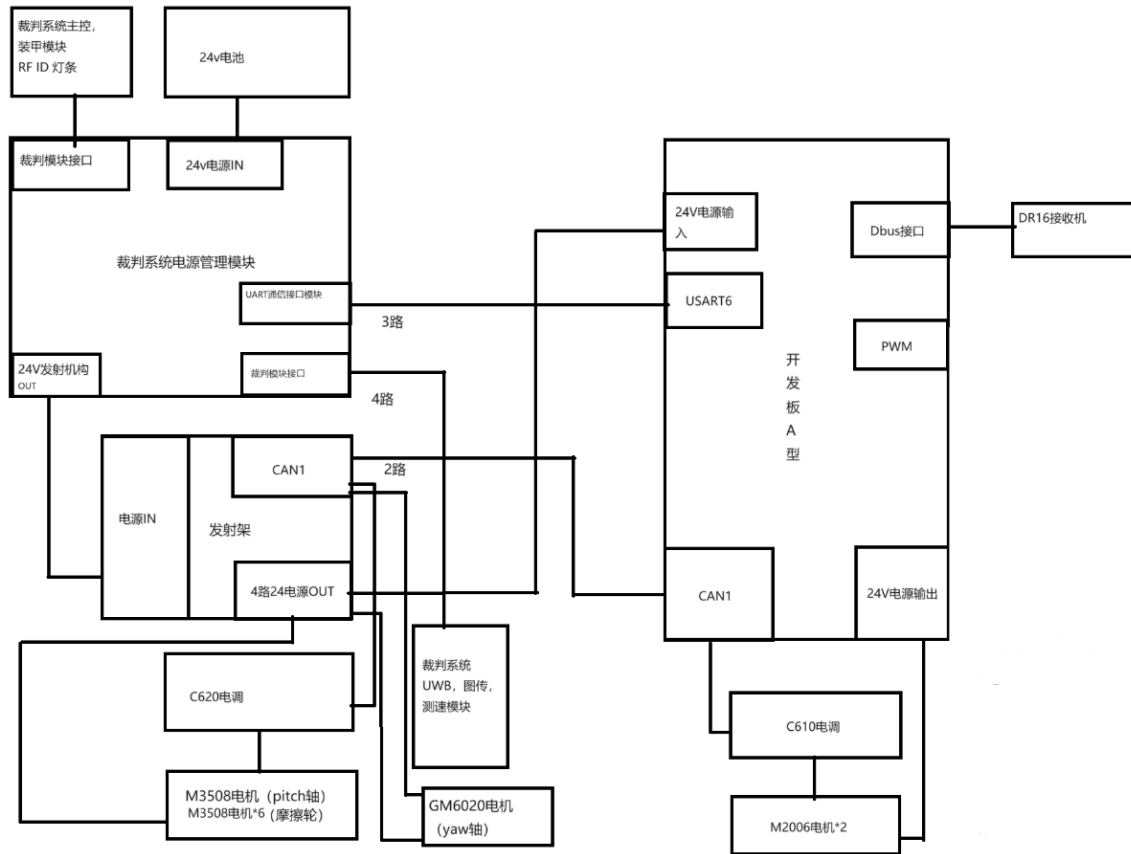 裁判系统主控，
装甲模块
RF ID 灯条
24v电池
裁判模块接口
24v电源IN
裁判系统电源管理模块
UART通信接口模块
3路
24V发射机构
OUT
裁判模块接口
4路
24V电源输
入
Dbus接口
DR16接收机
USART6
PWM
开
发
板
A
型
CAN1
2路
电源IN
发射架
4路24电源OUT
CAN1
24V电源输出
C620电调
裁判系统
UWB，图传，
测速模块
C610电调
M3508电机（pitch轴）
M3508电机*6（摩擦轮）
GM6020电机
（yaw轴）
M2006电机*2